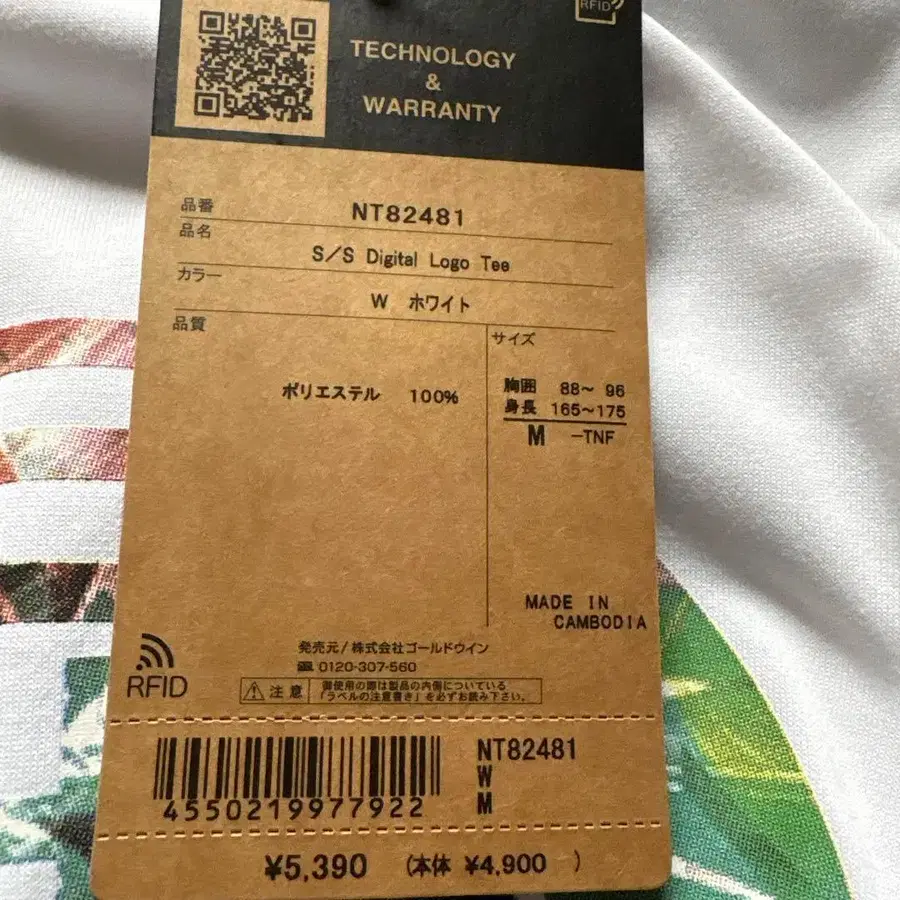 RFID
TECHNOLOGY
&
WARRANTY
品番 NT82481
品名 S/S Digital Logo Tee
カラー W ホワイト
品質
ポリエステル 100%
サイズ
胸囲 88~ 96
身長 165~175
M -TNF
MADE IN
CAMBODIA
RFID
発売元/株式会社ゴールドウイン
0120-307-560
注意
御使用の際は製品の内側についている
「ラベルの注意書き」を必ずお読み下さい。
4550219977922
NT82481
W
M
¥5,390 (本体 ¥4,900 )